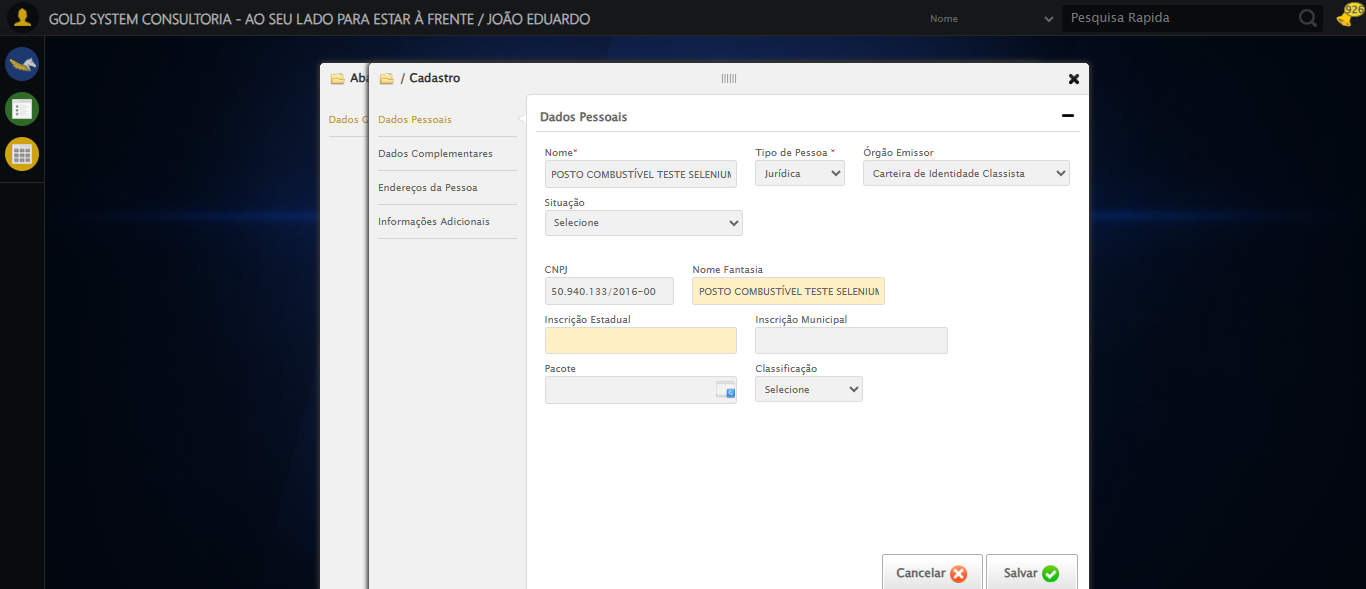 GOLD SYSTEM CONSULTORIA - AO SEU LADO PARA ESTAR À FRENTE / JOÃO EDUARDO
Nome
Pesquisa Rapida
926
Aba
/ Cadastro
Dados G
Dados Pessoais
Dados Complementares
Endereços da Pessoa
Informações Adicionais
Dados Pessoais
Nome*
Tipo de Pessoa *
Órgão Emissor
POSTO COMBUSTÍVEL TESTE SELENIUM
Jurídica
Carteira de Identidade Classista
Situação
Selecione
CNPJ
Nome Fantasia
50.940.133/2016-00
POSTO COMBUSTÍVEL TESTE SELENIUM
Inscrição Estadual
Inscrição Municipal
Pacote
Classificação
Selecione
Cancelar
Salvar